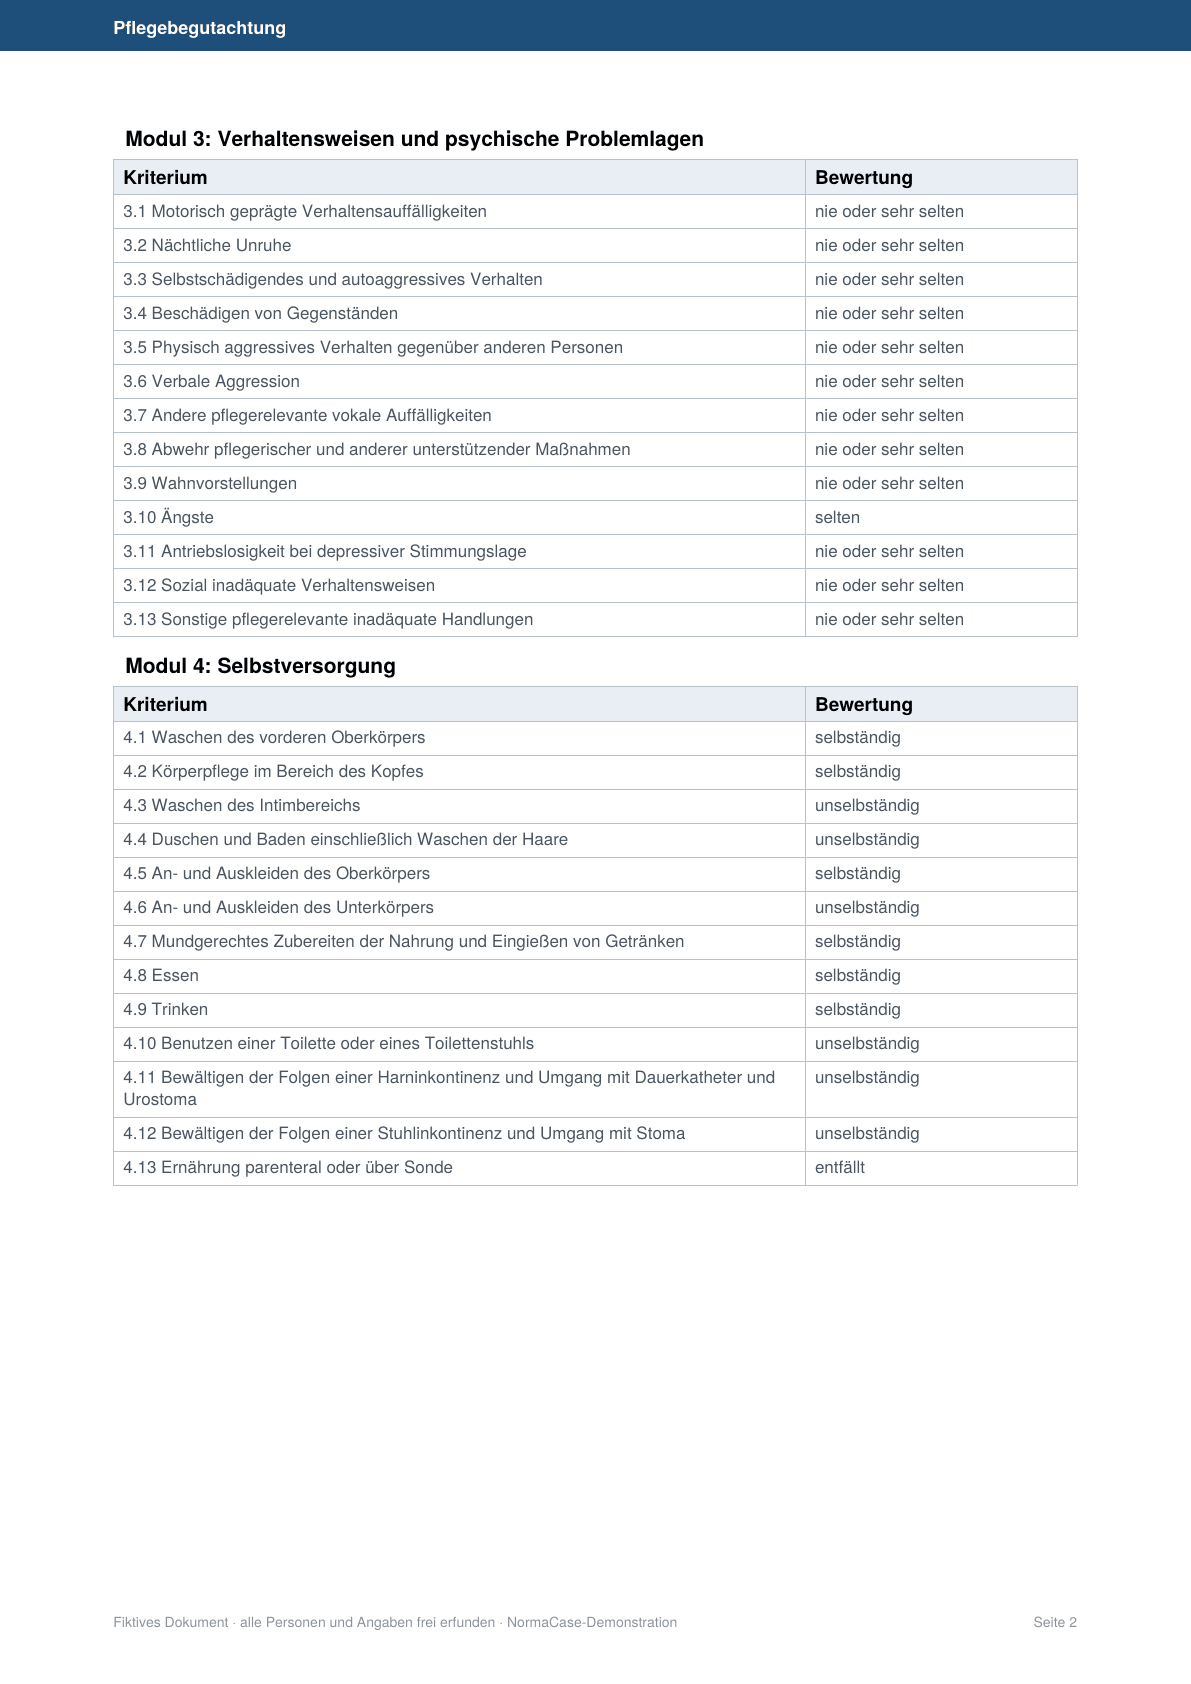 Pflegebegutachtung
Modul 3: Verhaltensweisen und psychische Problemlagen
Kriterium Bewertung
3.1 Motorisch geprägte Verhaltensauffälligkeiten nie oder sehr selten
3.2 Nächtliche Unruhe nie oder sehr selten
3.3 Selbstschädigendes und autoaggressives Verhalten nie oder sehr selten
3.4 Beschädigen von Gegenständen nie oder sehr selten
3.5 Physisch aggressives Verhalten gegenüber anderen Personen nie oder sehr selten
3.6 Verbale Aggression nie oder sehr selten
3.7 Andere pflegerelevante vokale Auffälligkeiten nie oder sehr selten
3.8 Abwehr pflegerischer und anderer unterstützender Maßnahmen nie oder sehr selten
3.9 Wahnvorstellungen nie oder sehr selten
3.10 Ängste selten
3.11 Antriebslosigkeit bei depressiver Stimmungslage nie oder sehr selten
3.12 Sozial inadäquate Verhaltensweisen nie oder sehr selten
3.13 Sonstige pflegerelevante inadäquate Handlungen nie oder sehr selten
Modul 4: Selbstversorgung
Kriterium Bewertung
4.1 Waschen des vorderen Oberkörpers selbständig
4.2 Körperpflege im Bereich des Kopfes selbständig
4.3 Waschen des Intimbereichs unselbständig
4.4 Duschen und Baden einschließlich Waschen der Haare unselbständig
4.5 An- und Auskleiden des Oberkörpers selbständig
4.6 An- und Auskleiden des Unterkörpers unselbständig
4.7 Mundgerechtes Zubereiten der Nahrung und Eingießen von Getränken selbständig
4.8 Essen selbständig
4.9 Trinken selbständig
4.10 Benutzen einer Toilette oder eines Toilettenstuhls unselbständig
4.11 Bewältigen der Folgen einer Harninkontinenz und Umgang mit Dauerkatheter und unselbständig
Urostoma
4.12 Bewältigen der Folgen einer Stuhlinkontinenz und Umgang mit Stoma unselbständig
4.13 Ernährung parenteral oder über Sonde entfällt
Fiktives Dokument · alle Personen und Angaben frei erfunden · NormaCase-Demonstration Seite 2